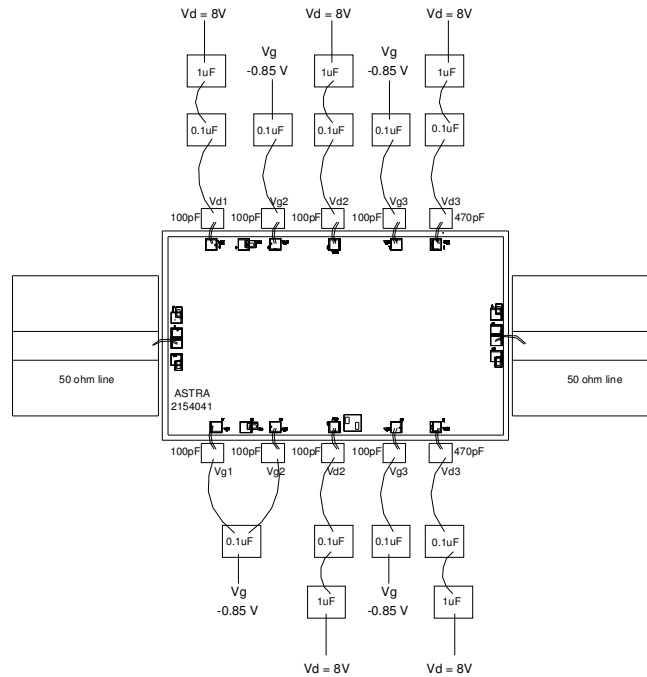 Vd = 8V Vd = 8V Vd = 8V
Vg Vg
-0.85 V -0.85 V
1uF 1uF 1uF
0.1uF 0.1uF 0.1uF 0.1uF 0.1uF
Vd1 Vg2 Vd2 Vg3 Vd3
100pF 100pF 100pF 100pF 470pF
50 ohm line 50 ohm line
ASTRA
2154041
100pF 100pF 100pF 100pF 470pF
Vg1 Vg2 Vd2 Vg3 Vd3
0.1uF 0.1uF 0.1uF 0.1uF
Vg Vg
-0.85 V -0.85 V
1uF 1uF
Vd = 8V Vd = 8V